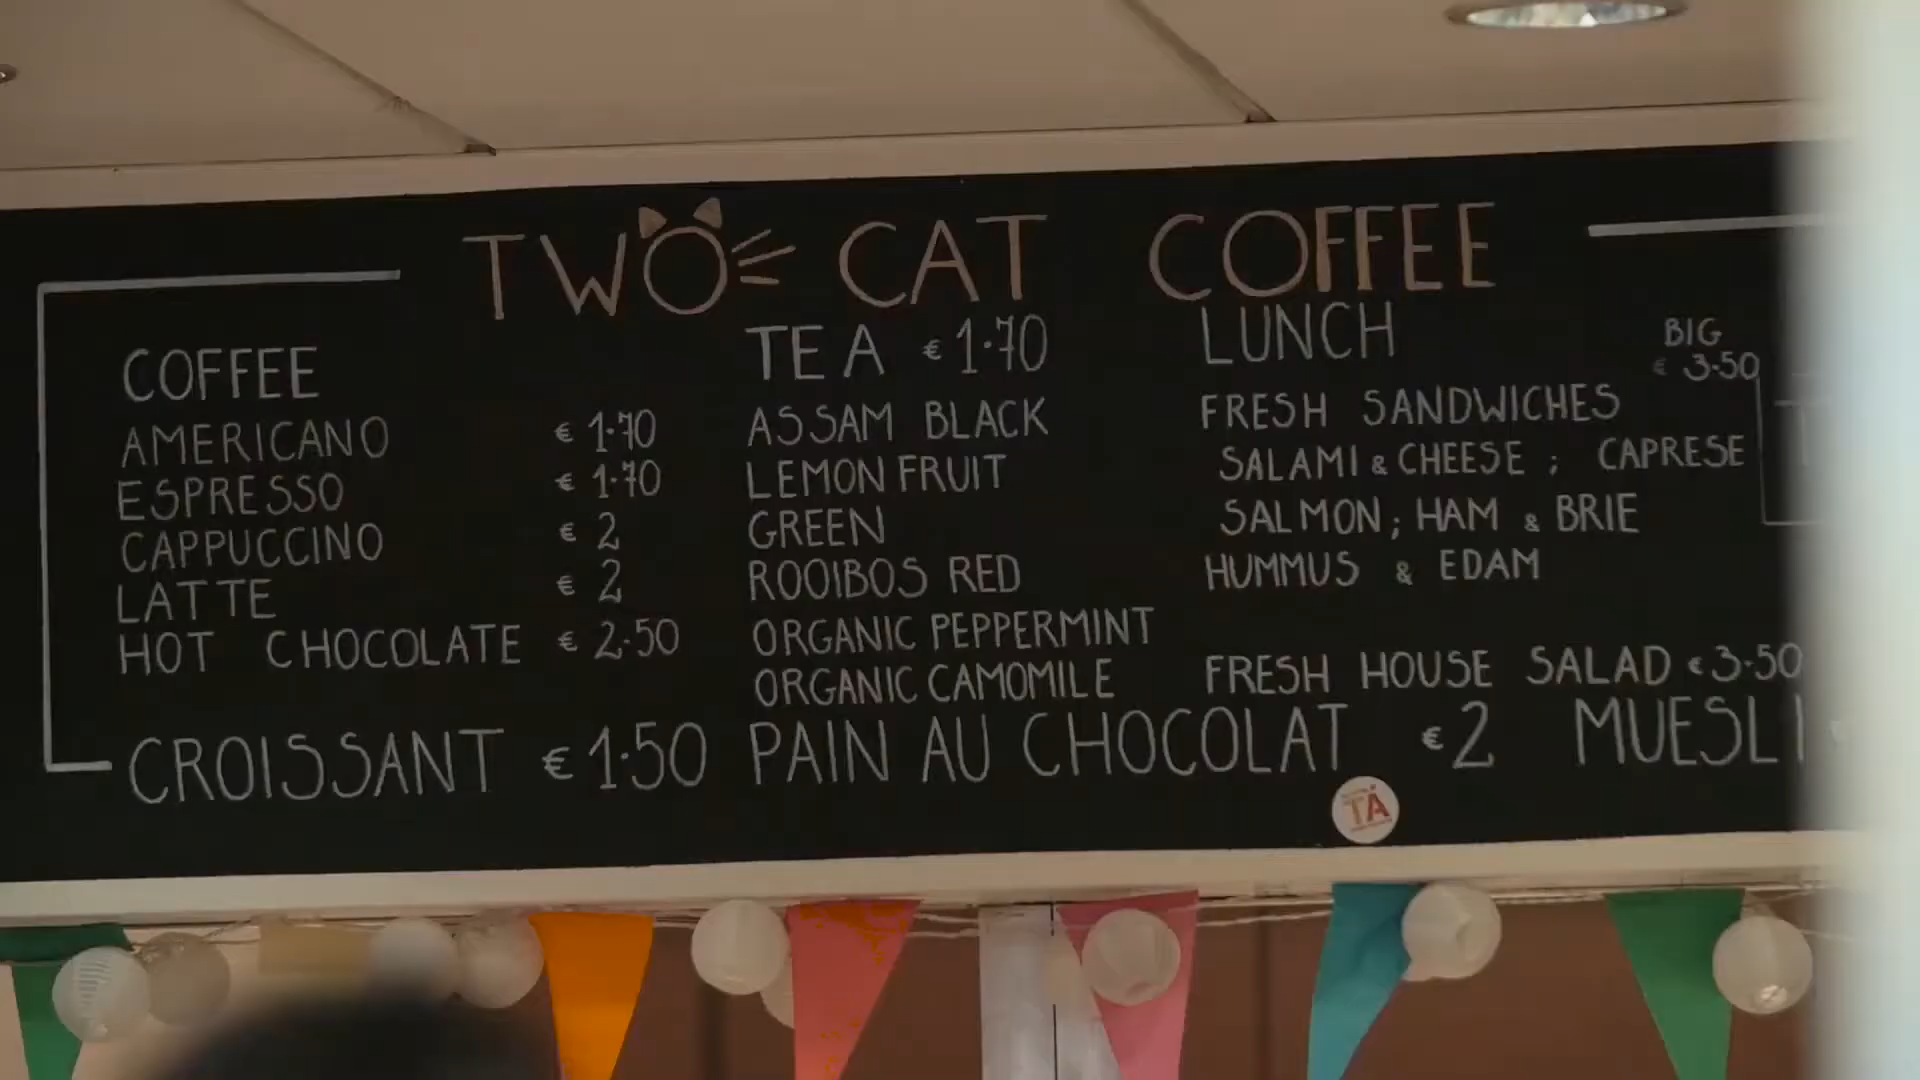 TWO CAT COFFEE
COFFEE
AMERICANO € 1.70
ESPRESSO € 1.70
CAPPUCCINO € 2
LATTE € 2
HOT CHOCOLATE € 2.50
TEA € 1.70
ASSAM BLACK
LEMON FRUIT
GREEN
ROOIBOS RED
ORGANIC PEPPERMINT
ORGANIC CAMOMILE
LUNCH
BIG
€ 3.50
FRESH SANDWICHES
SALAMI & CHEESE ; CAPRESE
SALMON; HAM & BRIE
HUMMUS & EDAM
FRESH HOUSE SALAD € 3.50
CROISSANT € 1.50 PAIN AU CHOCOLAT € 2 MUESLI
TÁ